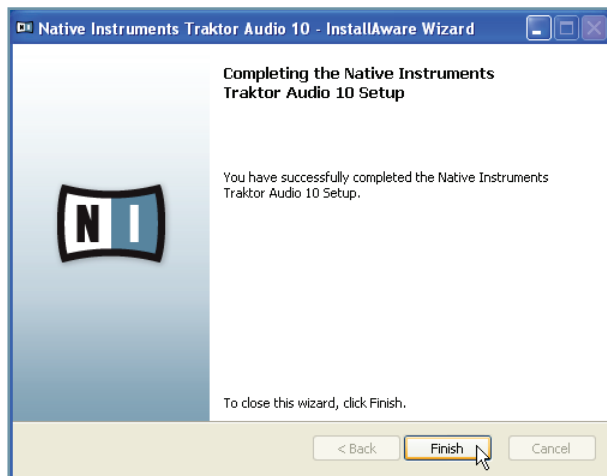 Native Instruments Traktor Audio 10 - InstallAware Wizard
Completing the Native Instruments
Traktor Audio 10 Setup
You have successfully completed the Native Instruments
Traktor Audio 10 Setup.
N I
To close this wizard, click Finish.
< Back Finish Cancel